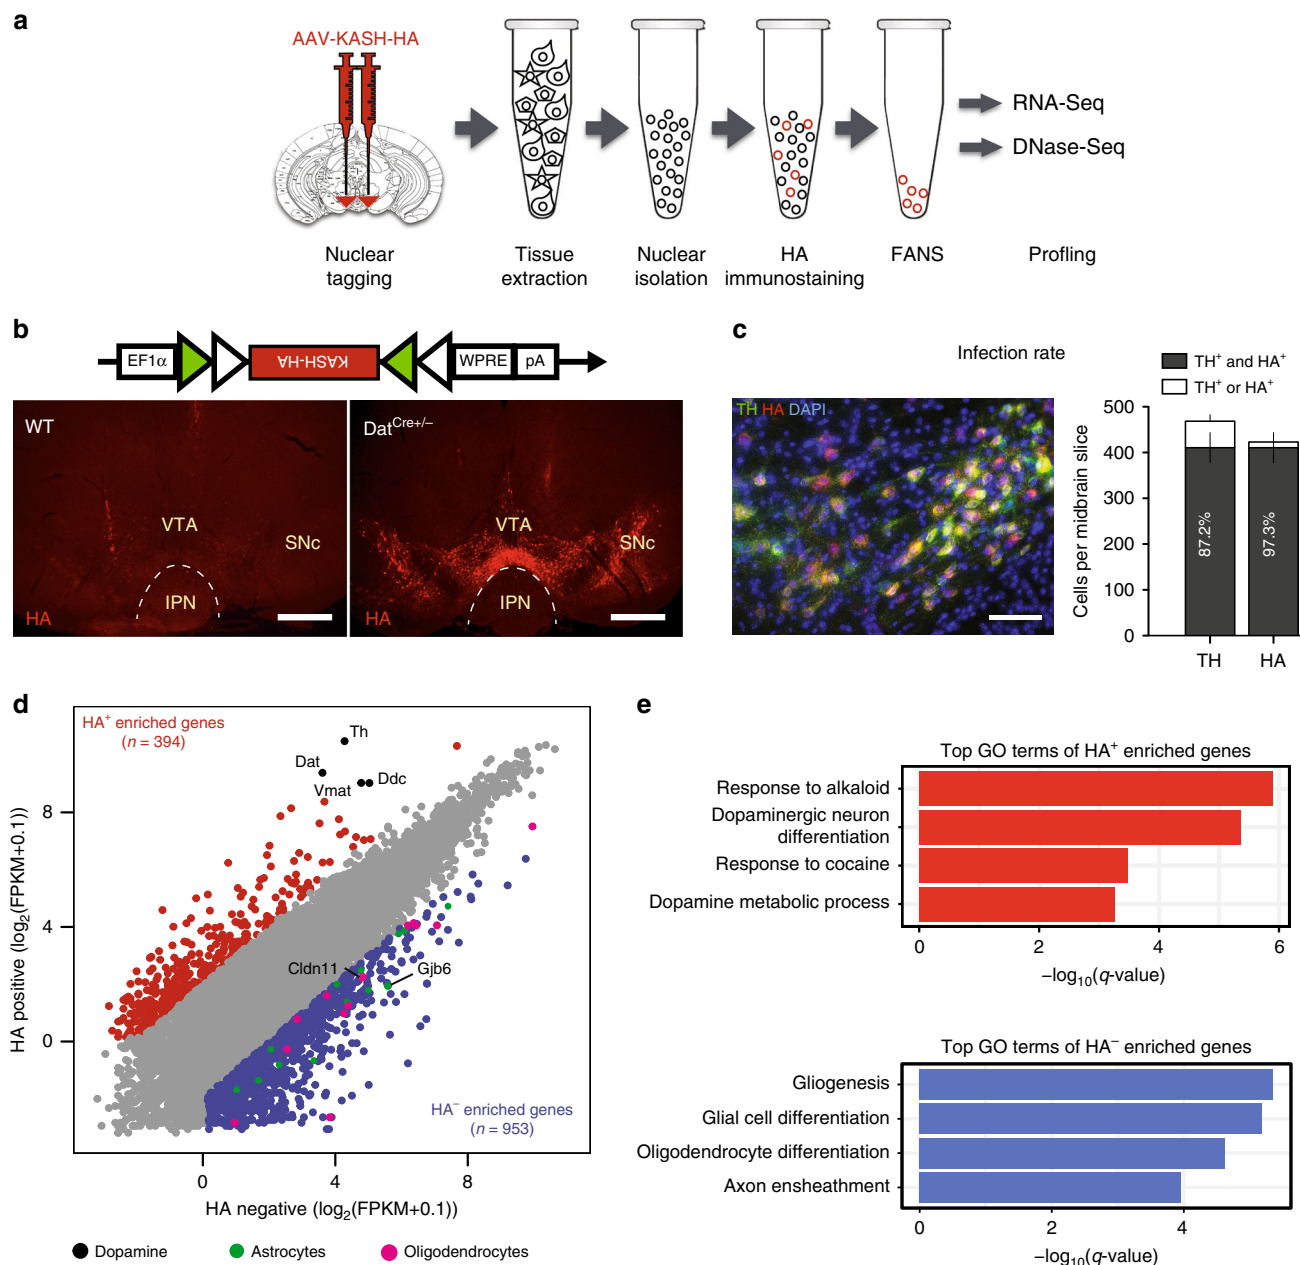 a
AAV-KASH-HA
RNA-Seq
DNase-Seq
Nuclear tagging
Tissue extraction
Nuclear isolation
HA immunostaining
FANS
Profling
b
EF1α
KASH-HA
WPRE
pA
WT
VTA
SNc
IPN
HA
Dat^Cre+/–
VTA
SNc
IPN
HA
c
Infection rate
TH⁺ and HA⁺
TH⁺ or HA⁺
TH HA DAPI
Cells per midbrain slice
500
400
300
200
100
0
87.2%
97.3%
TH
HA
d
HA⁺ enriched genes
(n = 394)
Th
Dat
Vmat
Ddc
Cldn11
Gjb6
HA⁻ enriched genes
(n = 953)
HA positive (log₂(FPKM+0.1))
8
4
0
0
4
8
HA negative (log₂(FPKM+0.1))
Dopamine
Astrocytes
Oligodendrocytes
e
Top GO terms of HA⁺ enriched genes
Response to alkaloid
Dopaminergic neuron
differentiation
Response to cocaine
Dopamine metabolic process
0
2
4
6
–log₁₀(q-value)
Top GO terms of HA⁻ enriched genes
Gliogenesis
Glial cell differentiation
Oligodendrocyte differentiation
Axon ensheathment
0
2
4
–log₁₀(q-value)